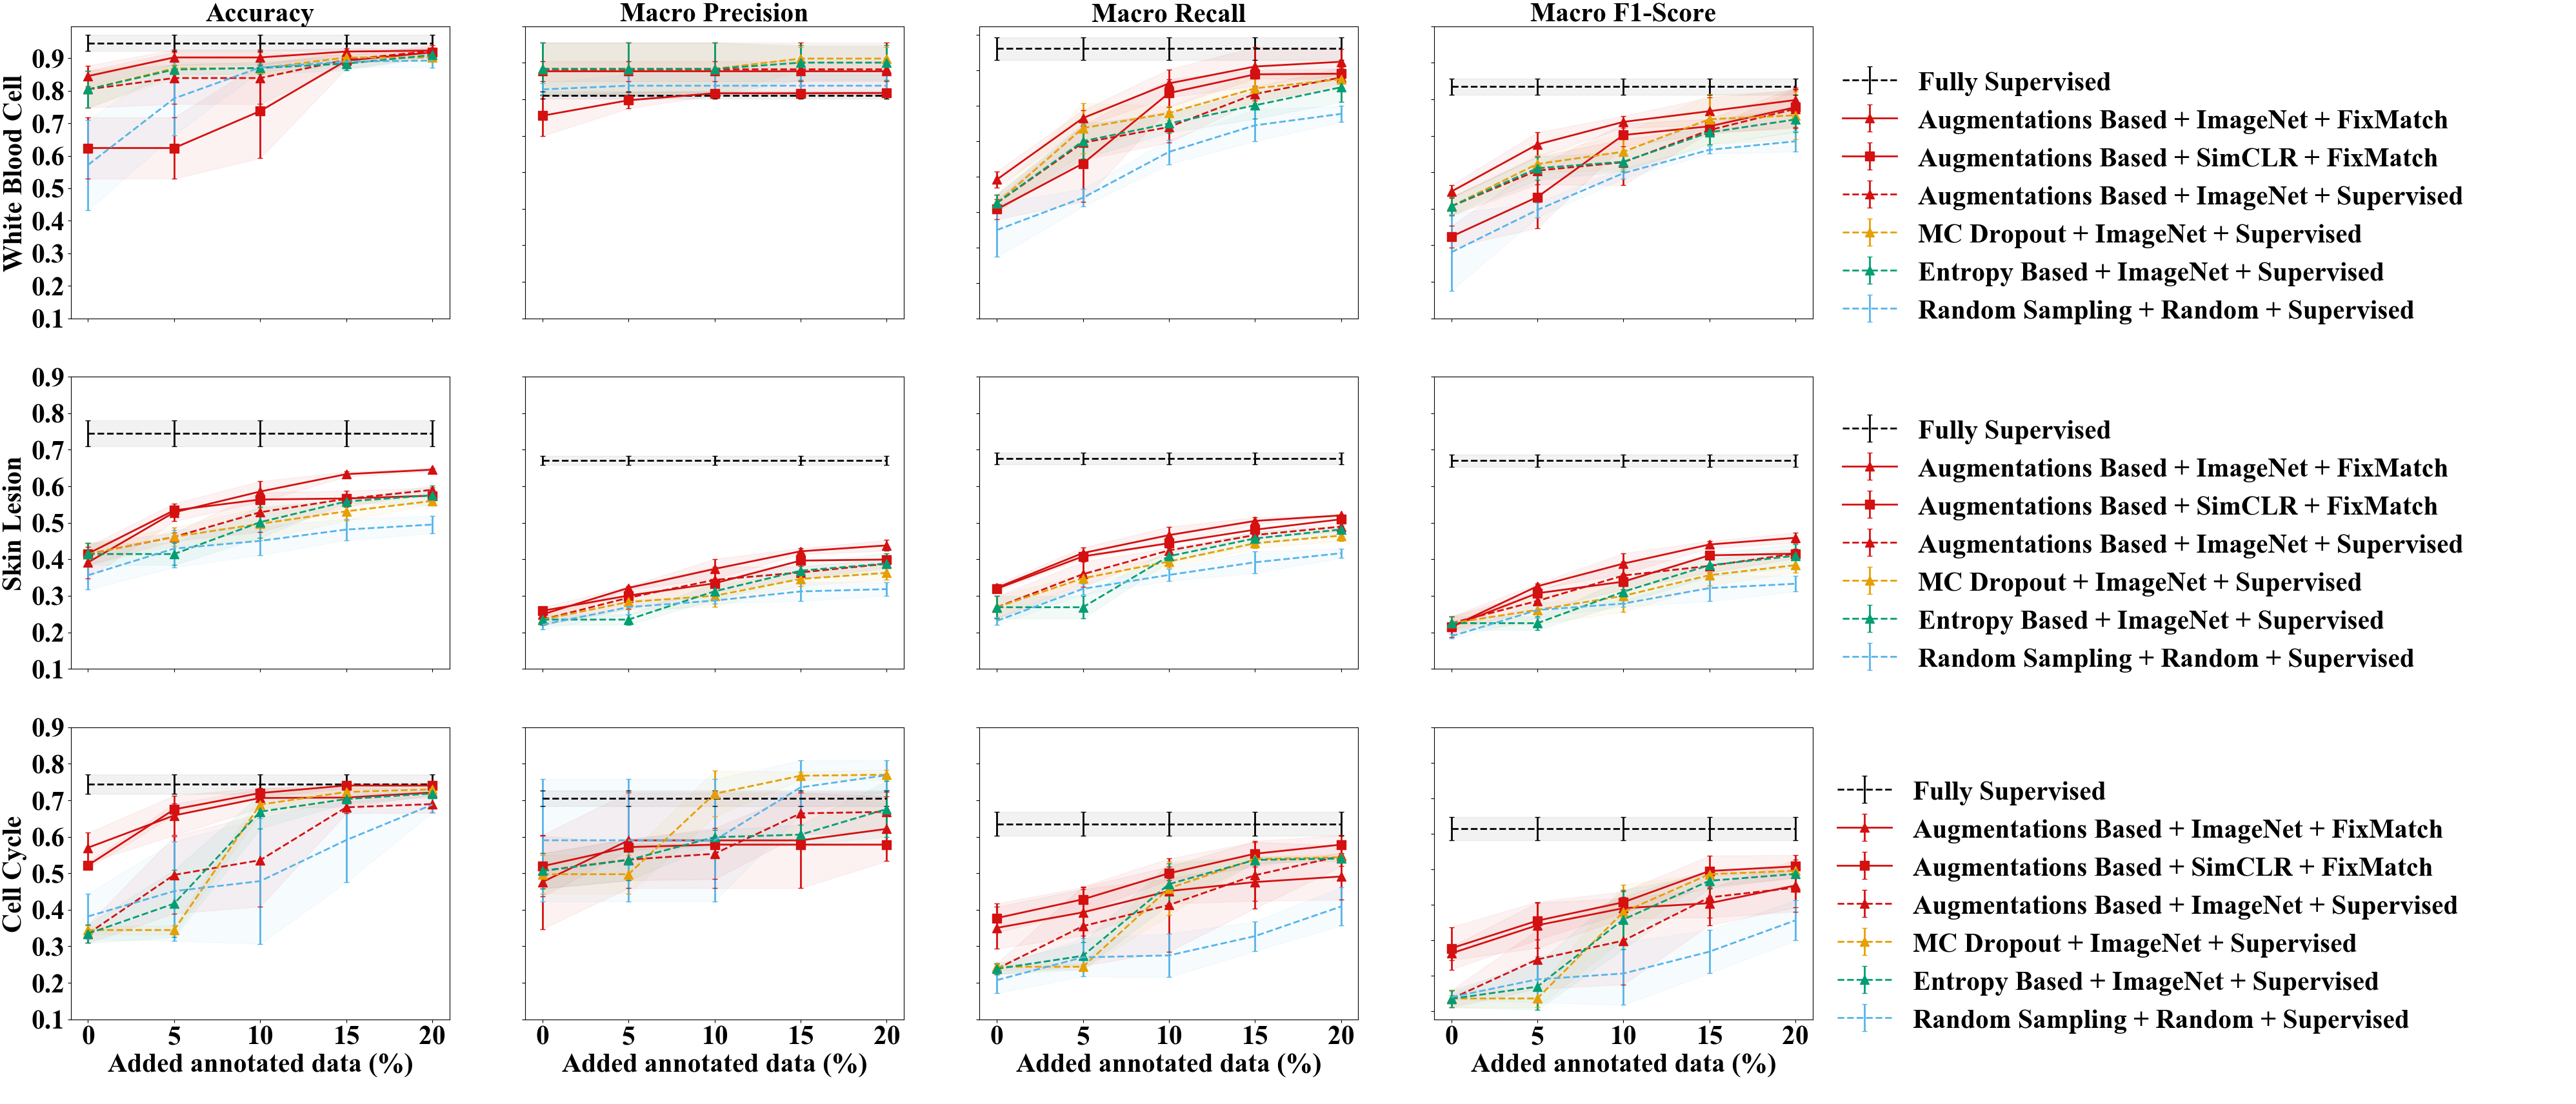 Accuracy
Macro Precision
Macro Recall
Macro F1-Score
White Blood Cell
0.9
0.8
0.7
0.6
0.5
0.4
0.3
0.2
0.1
Fully Supervised
Augmentations Based + ImageNet + FixMatch
Augmentations Based + SimCLR + FixMatch
Augmentations Based + ImageNet + Supervised
MC Dropout + ImageNet + Supervised
Entropy Based + ImageNet + Supervised
Random Sampling + Random + Supervised
Skin Lesion
0.9
0.8
0.7
0.6
0.5
0.4
0.3
0.2
0.1
Fully Supervised
Augmentations Based + ImageNet + FixMatch
Augmentations Based + SimCLR + FixMatch
Augmentations Based + ImageNet + Supervised
MC Dropout + ImageNet + Supervised
Entropy Based + ImageNet + Supervised
Random Sampling + Random + Supervised
Cell Cycle
0.9
0.8
0.7
0.6
0.5
0.4
0.3
0.2
0.1
0 5 10 15 20
Added annotated data (%)
0 5 10 15 20
Added annotated data (%)
0 5 10 15 20
Added annotated data (%)
0 5 10 15 20
Added annotated data (%)
Fully Supervised
Augmentations Based + ImageNet + FixMatch
Augmentations Based + SimCLR + FixMatch
Augmentations Based + ImageNet + Supervised
MC Dropout + ImageNet + Supervised
Entropy Based + ImageNet + Supervised
Random Sampling + Random + Supervised